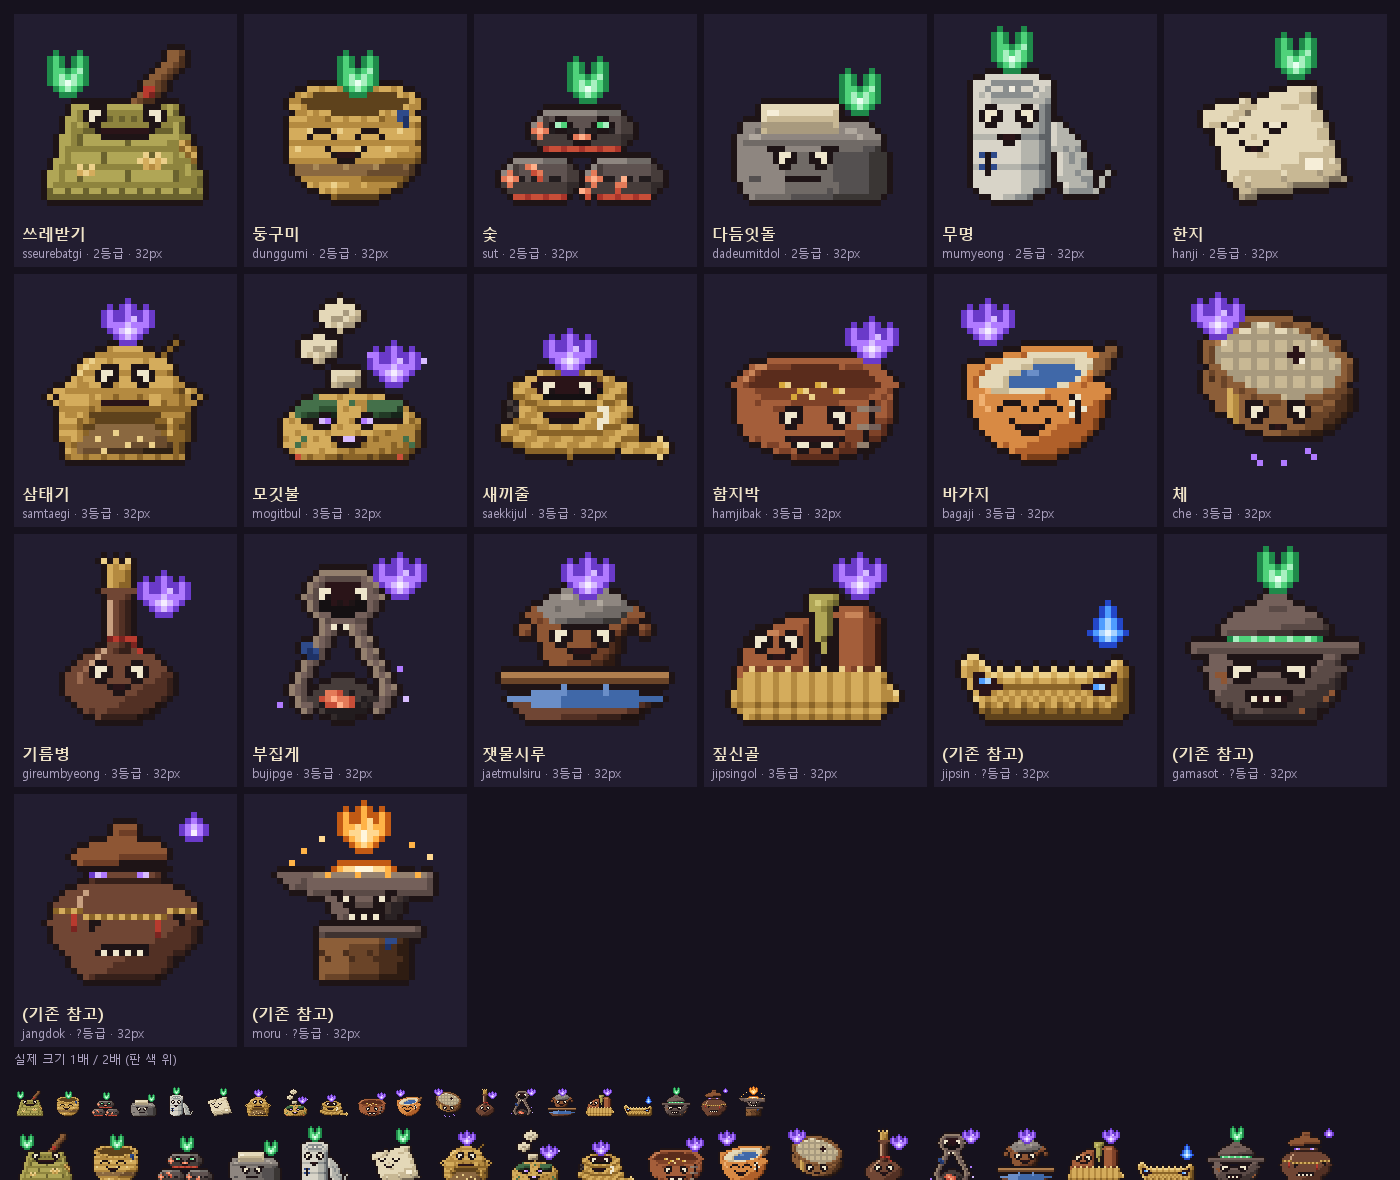 쓰레받기
sseurebatgi · 2등급 · 32px
둥구미
dunggumi · 2등급 · 32px
숯
sut · 2등급 · 32px
다듬잇돌
dadeumitdol · 2등급 · 32px
무명
mumyeong · 2등급 · 32px
한지
hanji · 2등급 · 32px
삼태기
samtaegi · 3등급 · 32px
모깃불
mogitbul · 3등급 · 32px
새끼줄
saekkijul · 3등급 · 32px
함지박
hamjibak · 3등급 · 32px
바가지
bagaji · 3등급 · 32px
체
che · 3등급 · 32px
기름병
gireumbyeong · 3등급 · 32px
부집게
bujipge · 3등급 · 32px
잿물시루
jaetmulsiru · 3등급 · 32px
짚신골
jipsingol · 3등급 · 32px
(기존 참고)
jipsin · ?등급 · 32px
(기존 참고)
gamasot · ?등급 · 32px
(기존 참고)
jangdok · ?등급 · 32px
(기존 참고)
moru · ?등급 · 32px
실제 크기 1배 / 2배 (판 색 위)